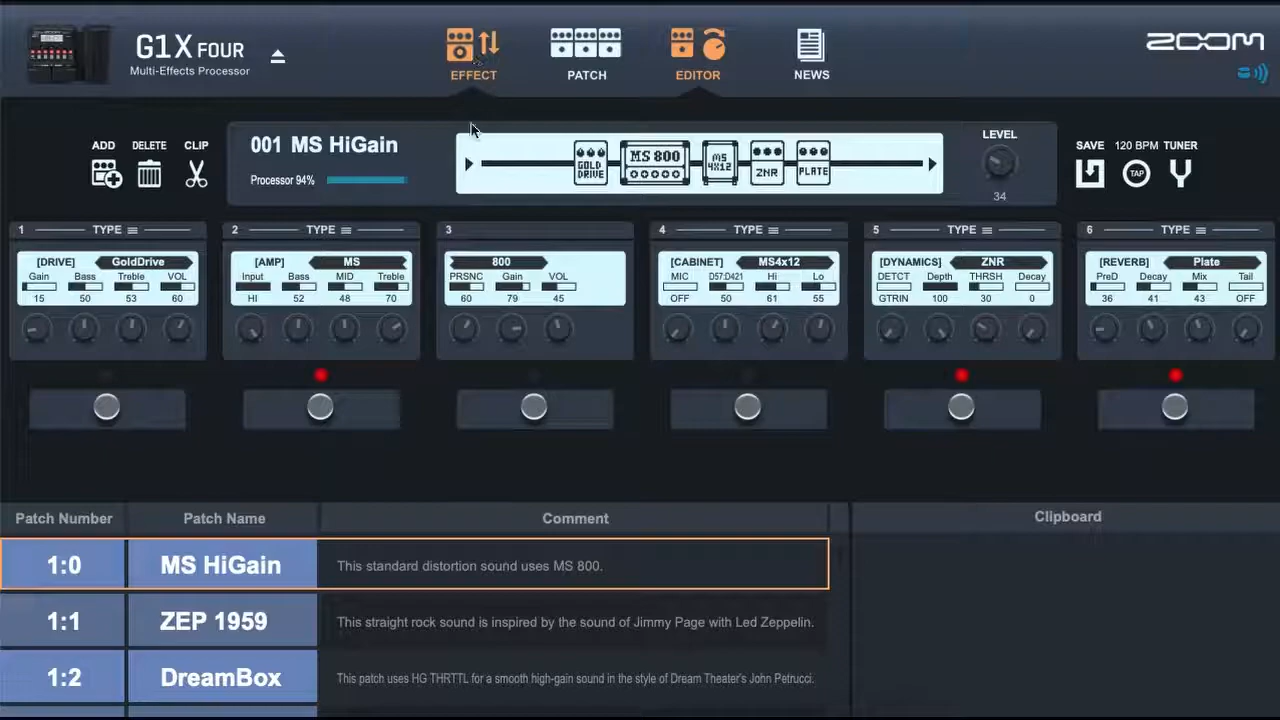 G1X FOUR
Multi-Effects Processor
EFFECT
PATCH
EDITOR
NEWS
ZOOM
ADD DELETE CLIP
001 MS HiGain
Processor 94%
GOLD DRIVE
MS 800
MS 4X12
ZNR
PLATE
LEVEL
34
SAVE 120 BPM TUNER
TAP
1 TYPE
[DRIVE] GoldDrive
Gain Bass Treble VOL
15 50 53 60
2 TYPE
[AMP] MS
Input Bass MID Treble
HI 52 48 70
3
800
PRSNC Gain VOL
60 79 45
4 TYPE
[CABINET] MS4x12
MIC D57:D421 Hi Lo
OFF 50 61 55
5 TYPE
[DYNAMICS] ZNR
DETCT Depth THRSH Decay
GTRIN 100 30 0
6 TYPE
[REVERB] Plate
PreD Decay Mix Tail
36 41 43 OFF
Patch Number Patch Name Comment Clipboard
1:0 MS HiGain This standard distortion sound uses MS 800.
1:1 ZEP 1959 This straight rock sound is inspired by the sound of Jimmy Page with Led Zeppelin.
1:2 DreamBox This patch uses HG THRTTL for a smooth high-gain sound in the style of Dream Theater's John Petrucci.